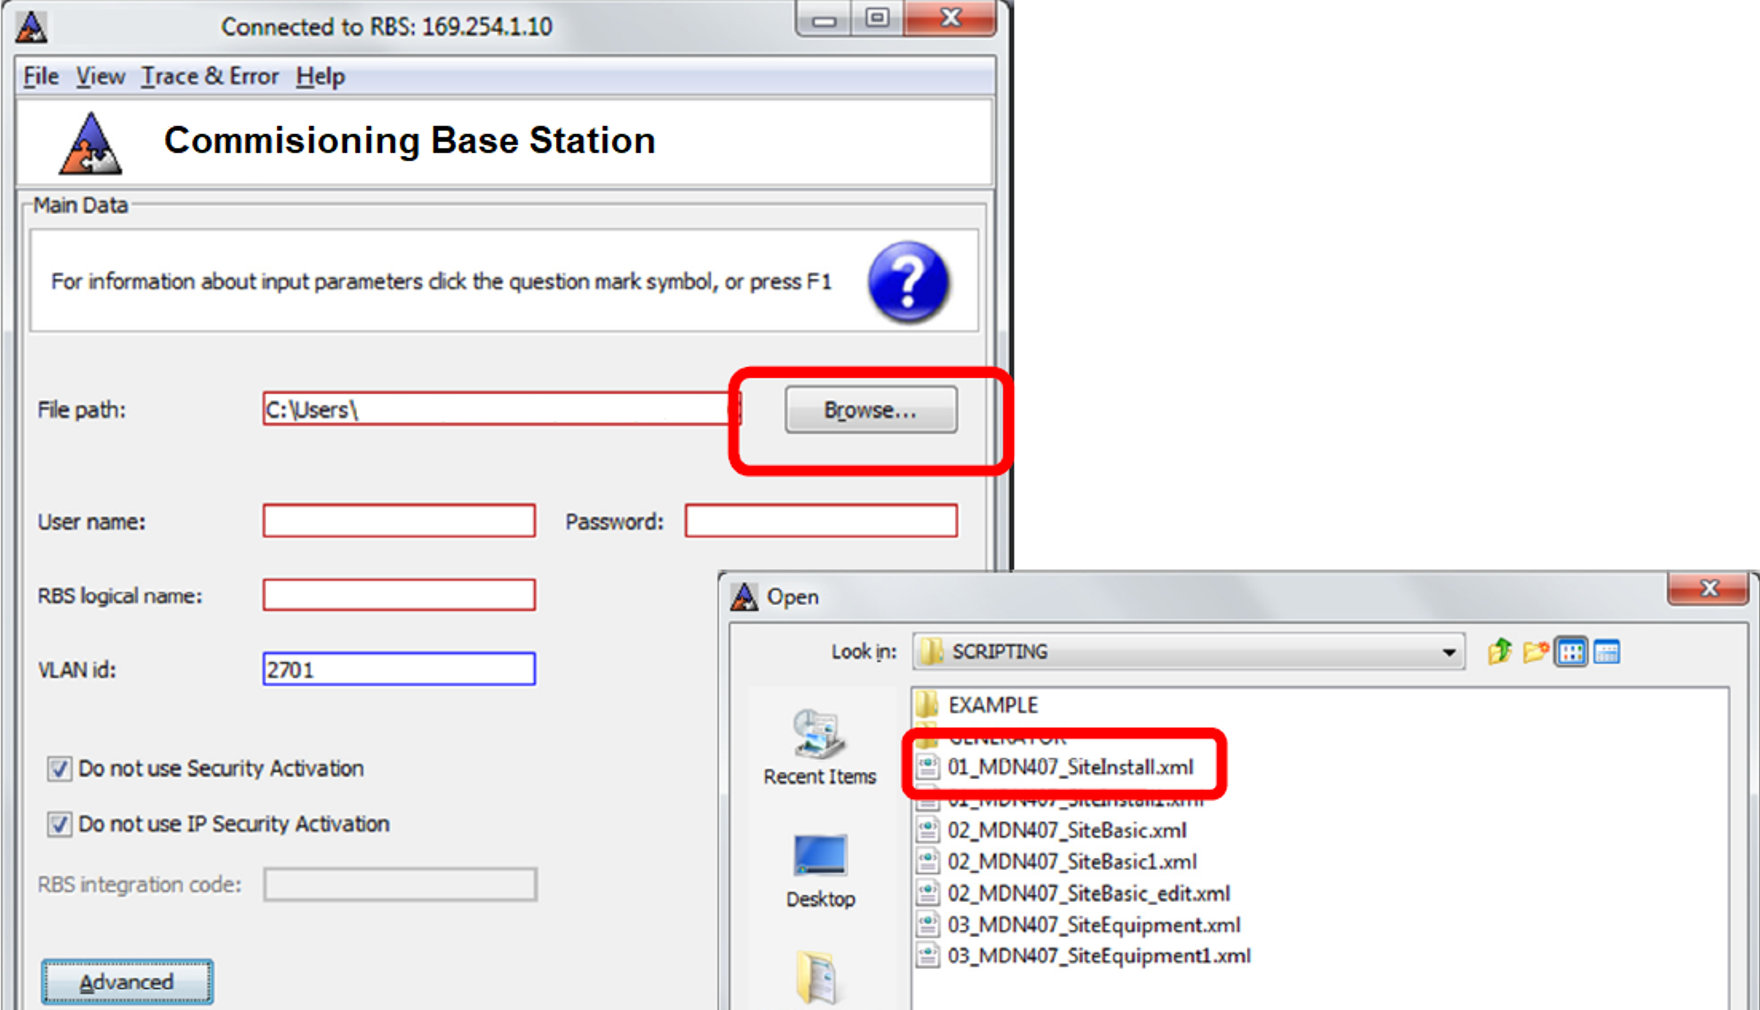 Connected to RBS: 169.254.1.10
File View Trace & Error Help
Commisioning Base Station
Main Data
For information about input parameters click the question mark symbol, or press F1
File path: C:\Users\ Browse...
User name: Password:
RBS logical name:
VLAN id: 2701
Do not use Security Activation
Do not use IP Security Activation
RBS integration code:
Advanced
Open
Look in: SCRIPTING
Recent Items
Desktop
EXAMPLE
GENERATOR
01_MDN407_SiteInstall.xml
01_MDN407_SiteInstall1.xml
02_MDN407_SiteBasic.xml
02_MDN407_SiteBasic1.xml
02_MDN407_SiteBasic_edit.xml
03_MDN407_SiteEquipment.xml
03_MDN407_SiteEquipment1.xml